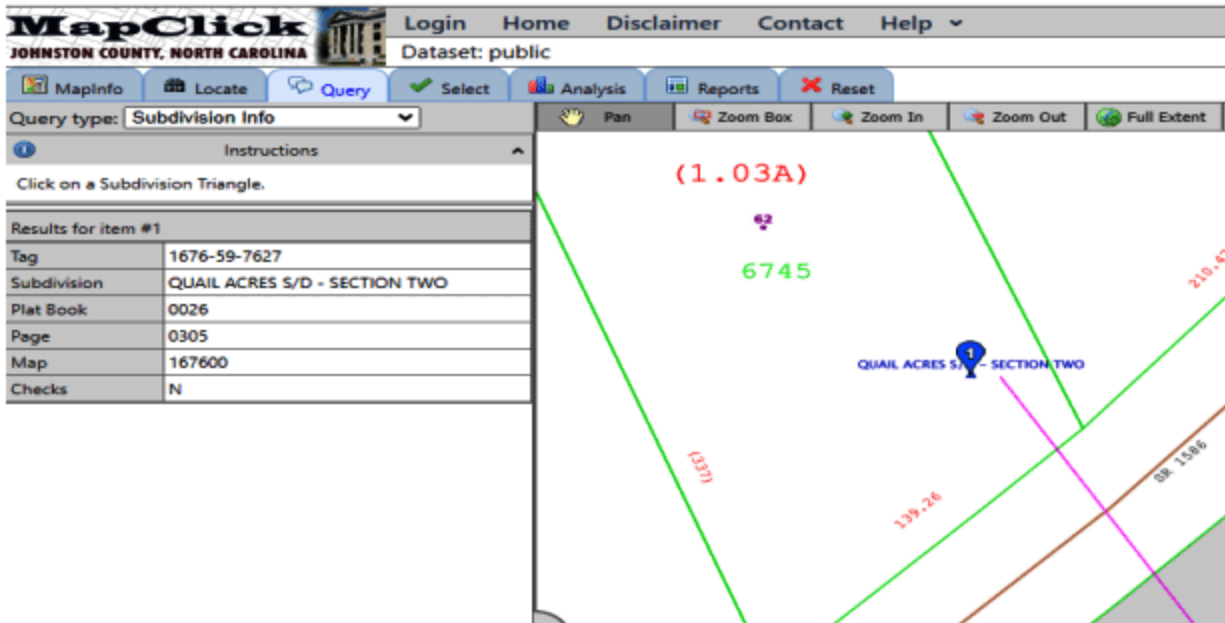 MapClick
JOHNSTON COUNTY, NORTH CAROLINA
Login Home Disclaimer Contact Help
Dataset: public
MapInfo Locate Query Select Analysis Reports Reset
Query type: Subdivision Info
Pan Zoom Box Zoom In Zoom Out Full Extent
Instructions
Click on a Subdivision Triangle.
Results for item #1
Tag 1676-59-7627
Subdivision QUAIL ACRES S/D - SECTION TWO
Plat Book 0026
Page 0305
Map 167600
Checks N
(1.03A)
62
6745
1
QUAIL ACRES S/ - SECTION TWO
(337)
139.26
SR 1586